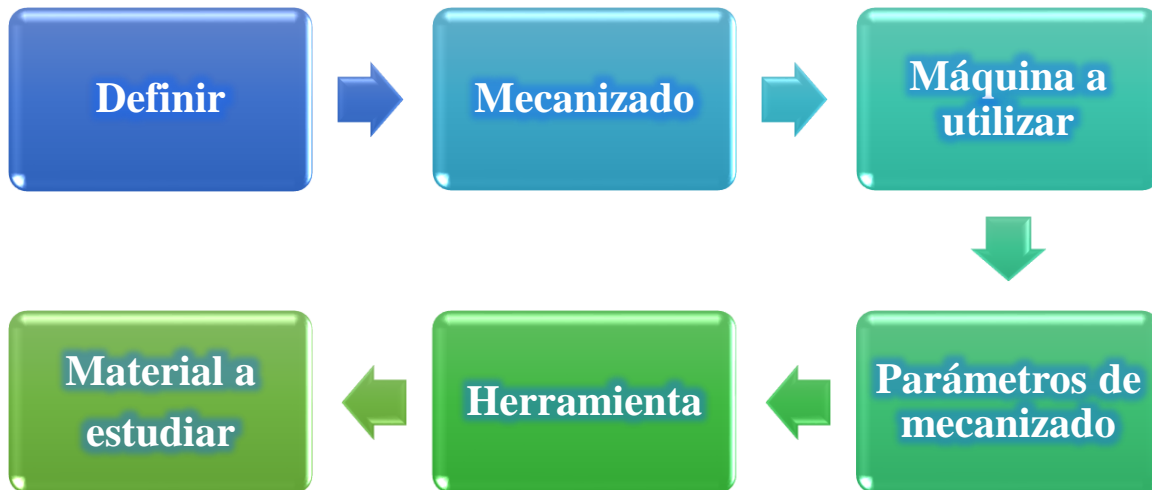 Definir
Mecanizado
Máquina a
utilizar
Parámetros de
mecanizado
Herramienta
Material a
estudiar